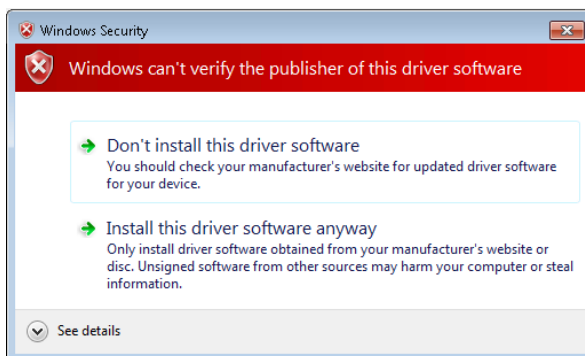 Windows Security
Windows can't verify the publisher of this driver software
Don't install this driver software
You should check your manufacturer's website for updated driver software
for your device.
Install this driver software anyway
Only install driver software obtained from your manufacturer's website or
disc. Unsigned software from other sources may harm your computer or steal
information.
See details